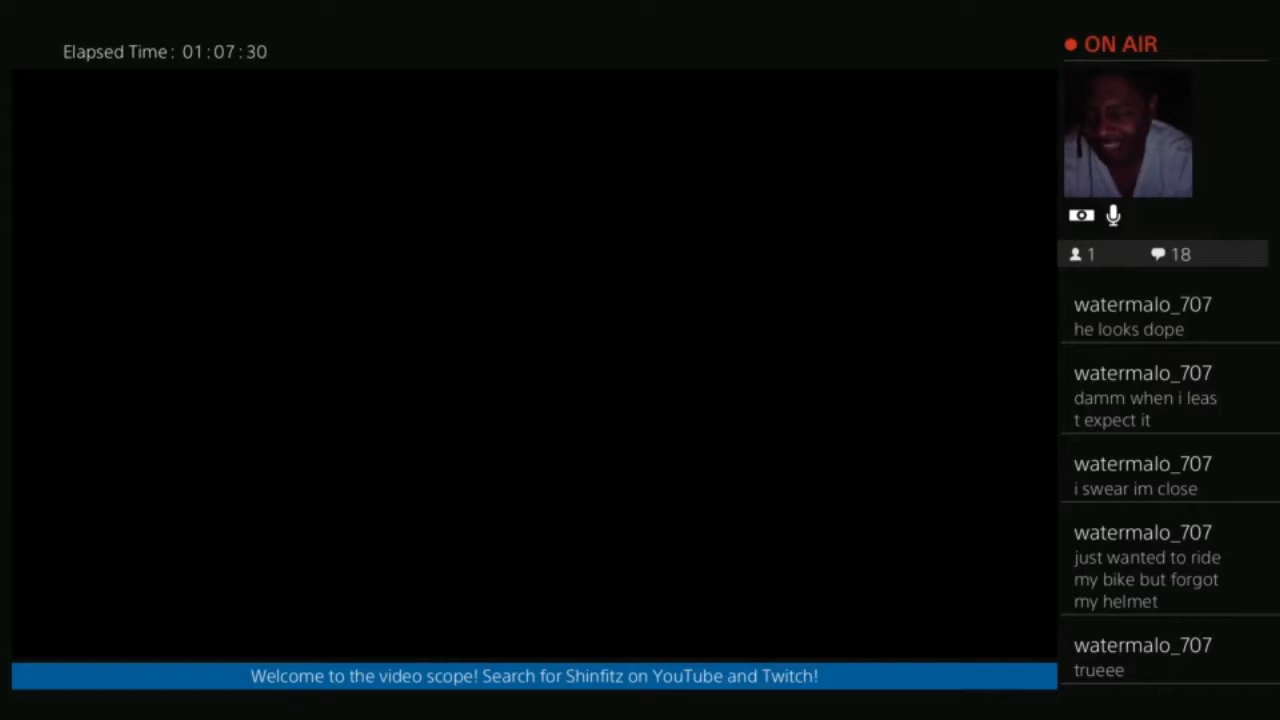 Elapsed Time: 01:07:30
ON AIR
1 18
watermalo_707
he looks dope
watermalo_707
damm when i leas
t expect it
watermalo_707
i swear im close
watermalo_707
just wanted to ride
my bike but forgot
my helmet
watermalo_707
trueee
Welcome to the video scope! Search for Shinfitz on YouTube and Twitch!